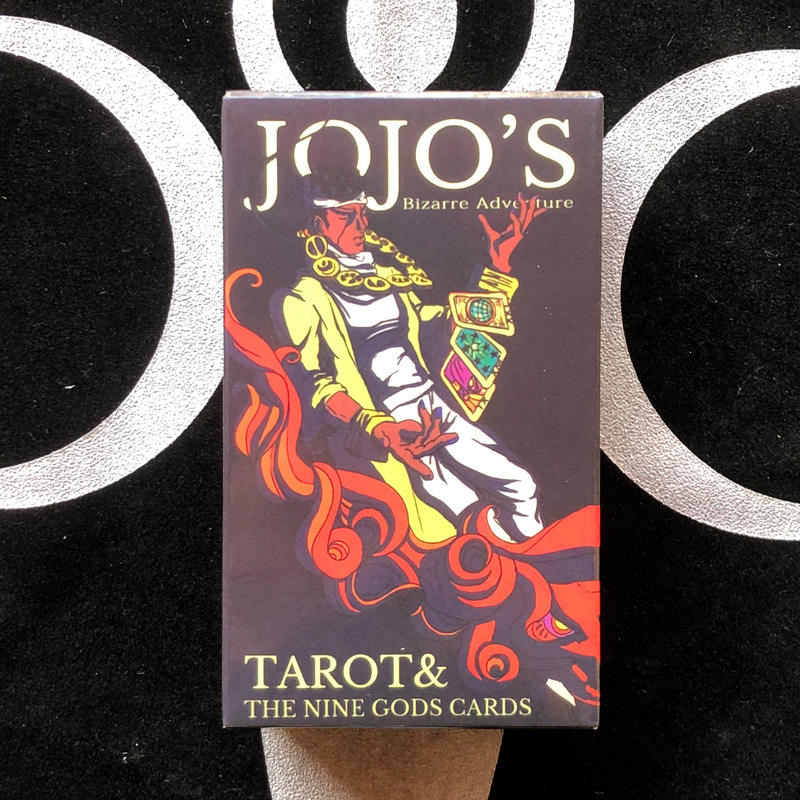 JOJO'S
Bizarre Adventure
TAROT&
THE NINE GODS CARDS